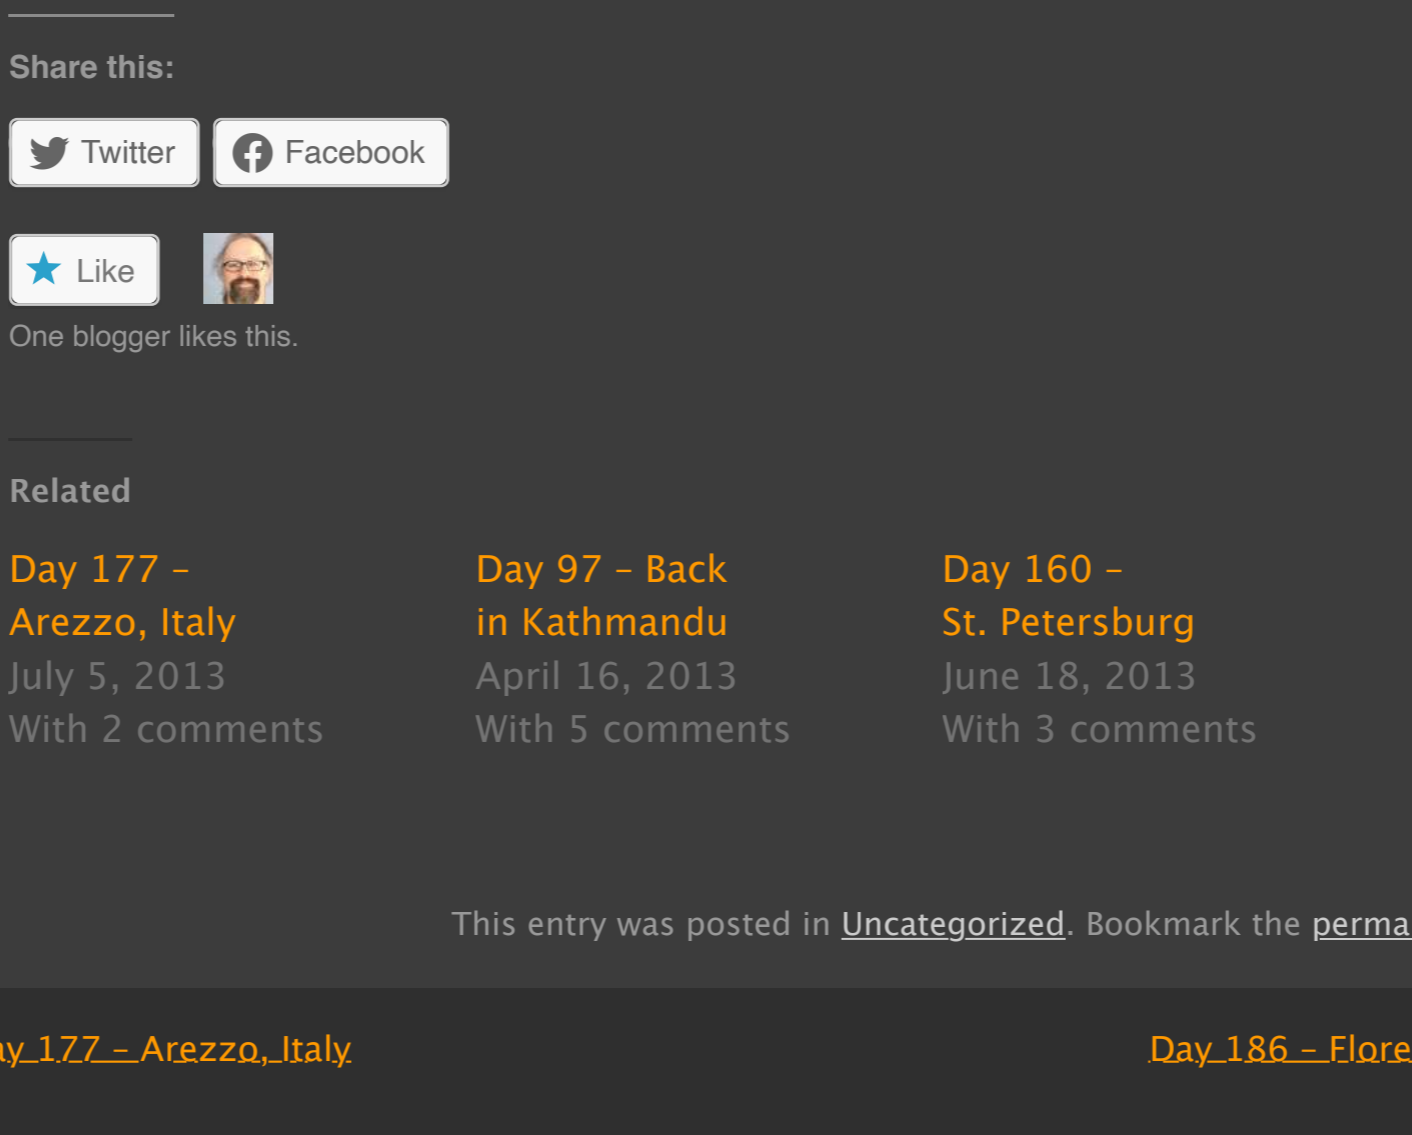 Share this:
Twitter Facebook
Like
One blogger likes this.
Related
Day 177 –
Arezzo, Italy
July 5, 2013
With 2 comments
Day 97 – Back
in Kathmandu
April 16, 2013
With 5 comments
Day 160 –
St. Petersburg
June 18, 2013
With 3 comments
This entry was posted in Uncategorized. Bookmark the perma
ay 177 – Arezzo, Italy
Day 186 – Flore